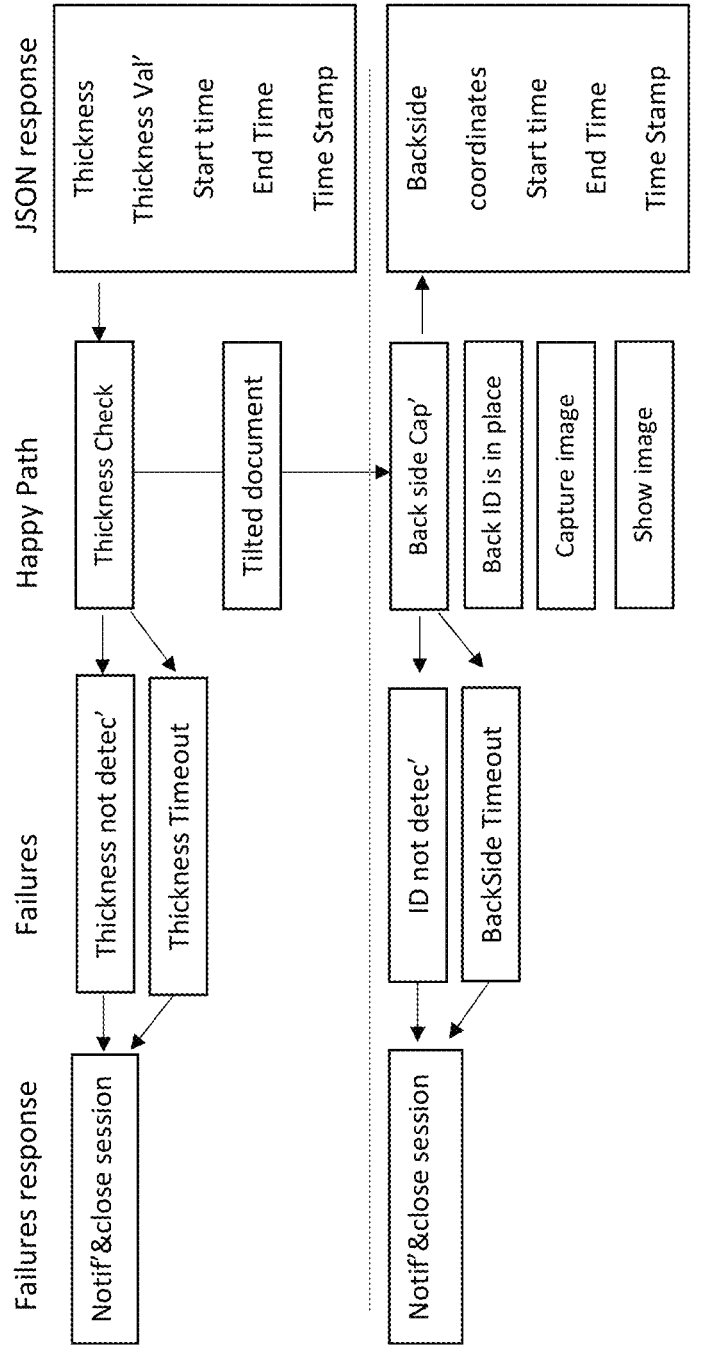 Failures response
Failures
Happy Path
JSON response
Notif'&close session
Thickness not detec'
Thickness Timeout
Thickness Check
Tilted document
Thickness
Thickness Val'
Start time
End Time
Time Stamp
Notif'&close session
ID not detec'
BackSide Timeout
Back side Cap'
Back ID is in place
Capture image
Show image
Backside
coordinates
Start time
End Time
Time Stamp